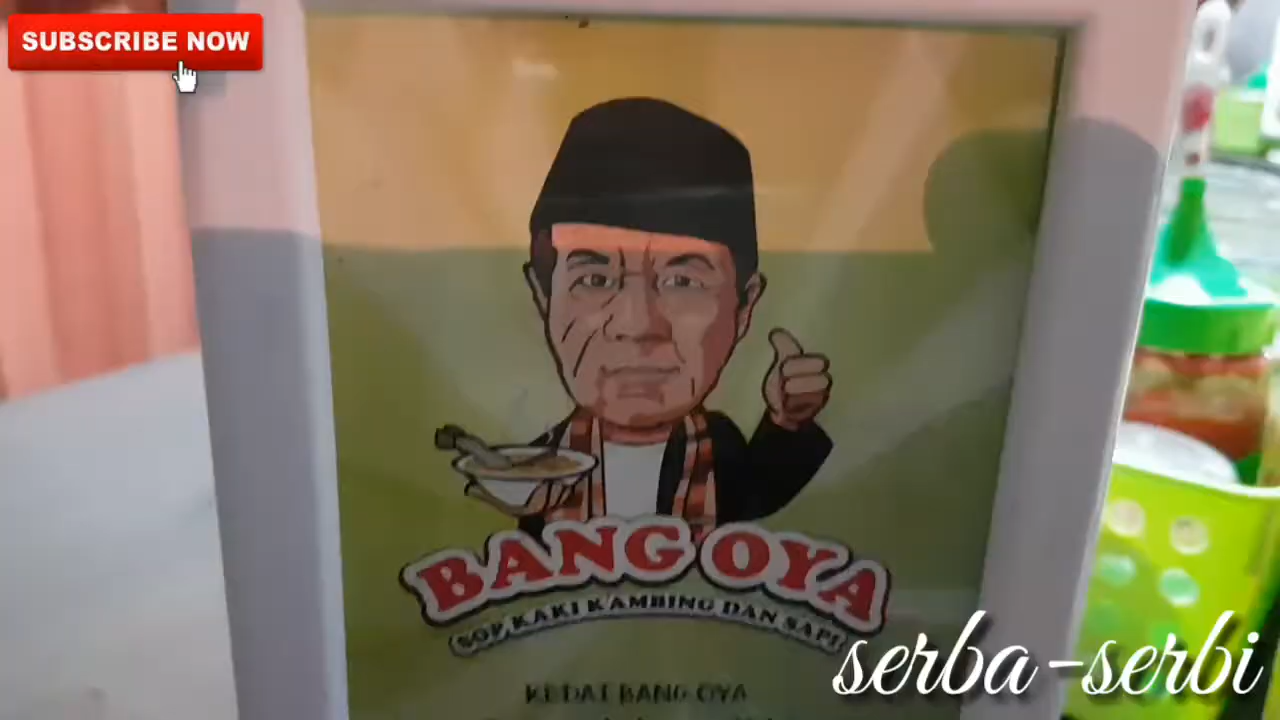 SUBSCRIBE NOW
BANG OYA
SOP KAKI KAMBING DAN SAPI
KEDAI BANG OYA
serba-serbi